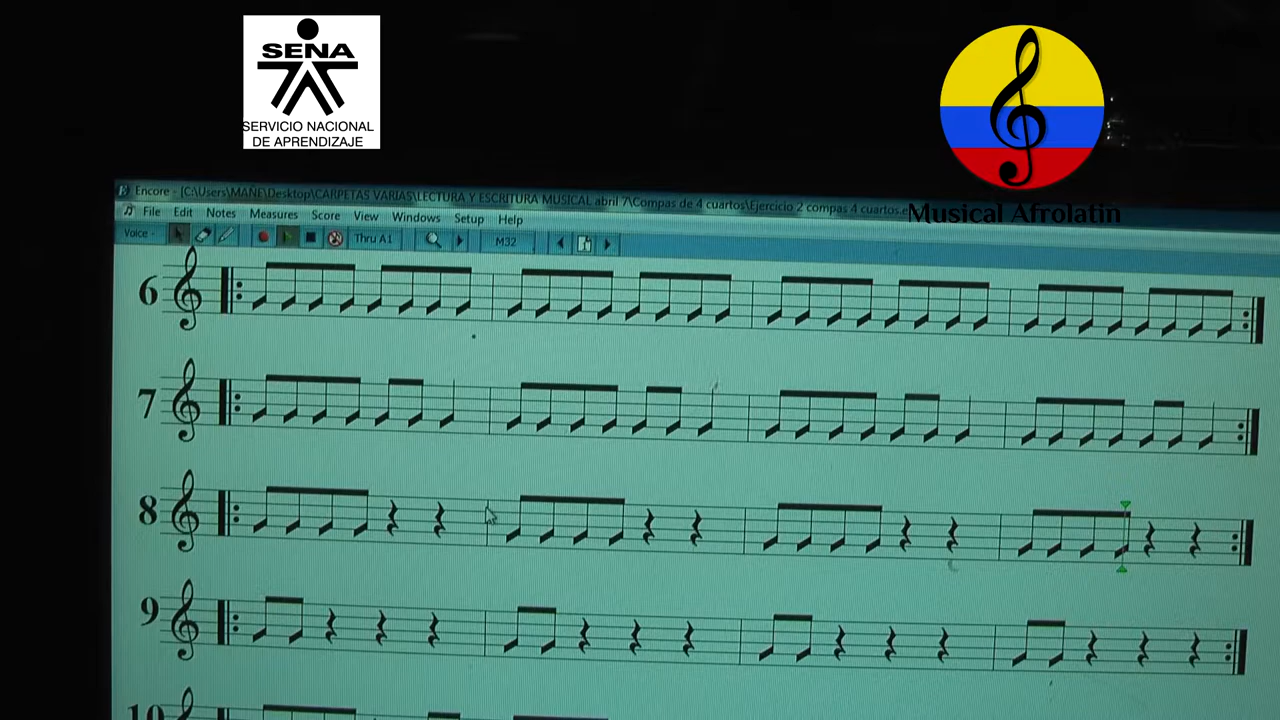 SENA
SERVICIO NACIONAL
DE APRENDIZAJE
Musical Afrolatin
Encore - [C:\Users\MAÑE\Desktop\CARPETAS VARIAS\LECTURA Y ESCRITURA MUSICAL abril 7\Compas de 4 cuartos\Ejercicio 2 compas 4 cuartos.e
File Edit Notes Measures Score View Windows Setup Help
Voice Thru A1 M32
6
7
8
9
10